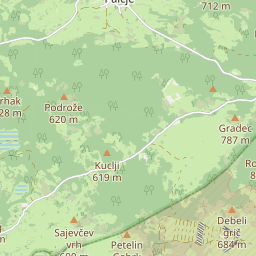 712 m
Podrože
620 m
Gradec
787 m
Kuclji
619 m
Sajevčev
vrh
Petelin
Debeli
grič
684 m